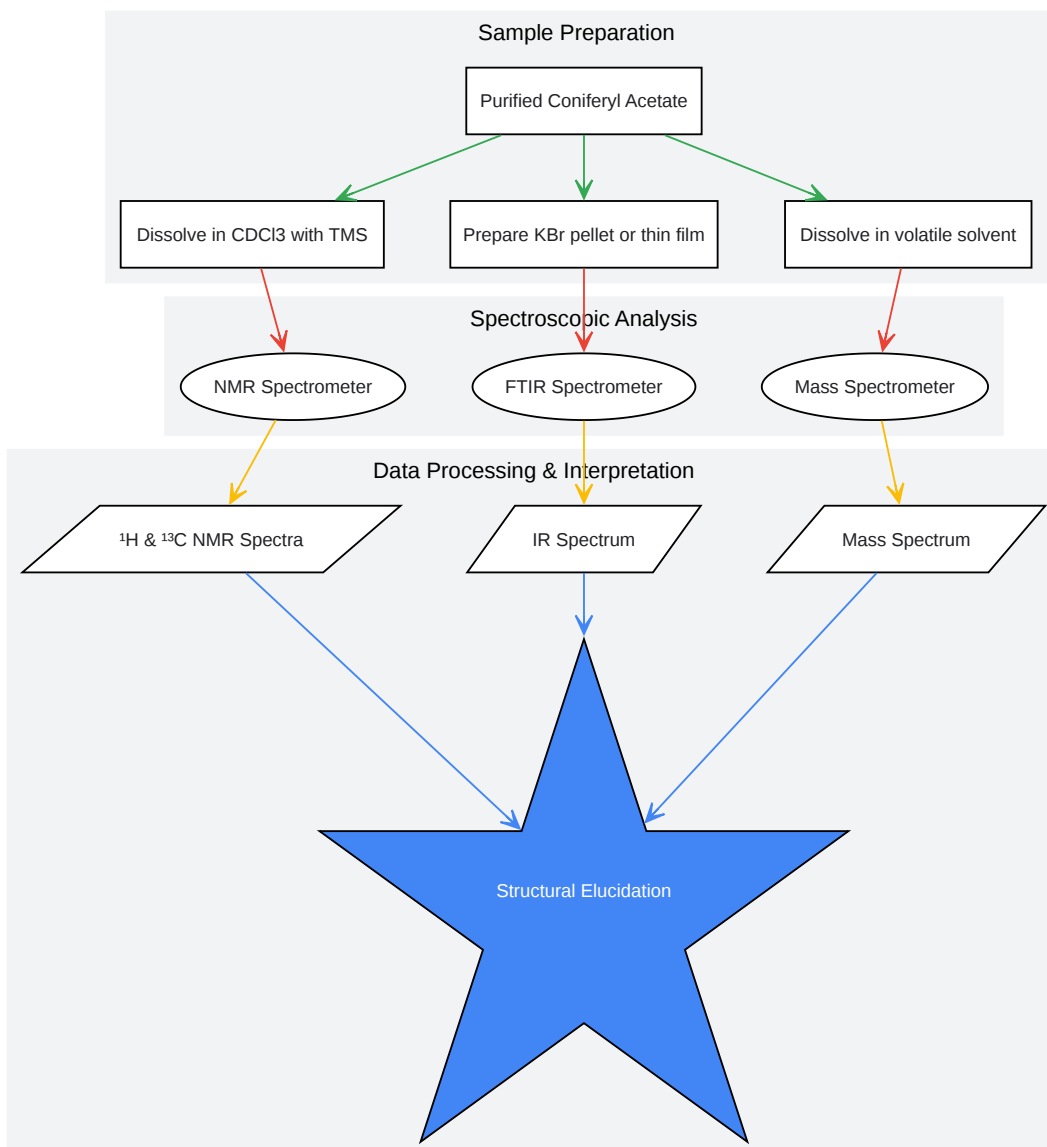 Sample Preparation
Purified Coniferyl Acetate
Dissolve in CDCl3 with TMS
Prepare KBr pellet or thin film
Dissolve in volatile solvent
Spectroscopic Analysis
NMR Spectrometer
FTIR Spectrometer
Mass Spectrometer
Data Processing & Interpretation
¹H & ¹³C NMR Spectra
IR Spectrum
Mass Spectrum
Structural Elucidation